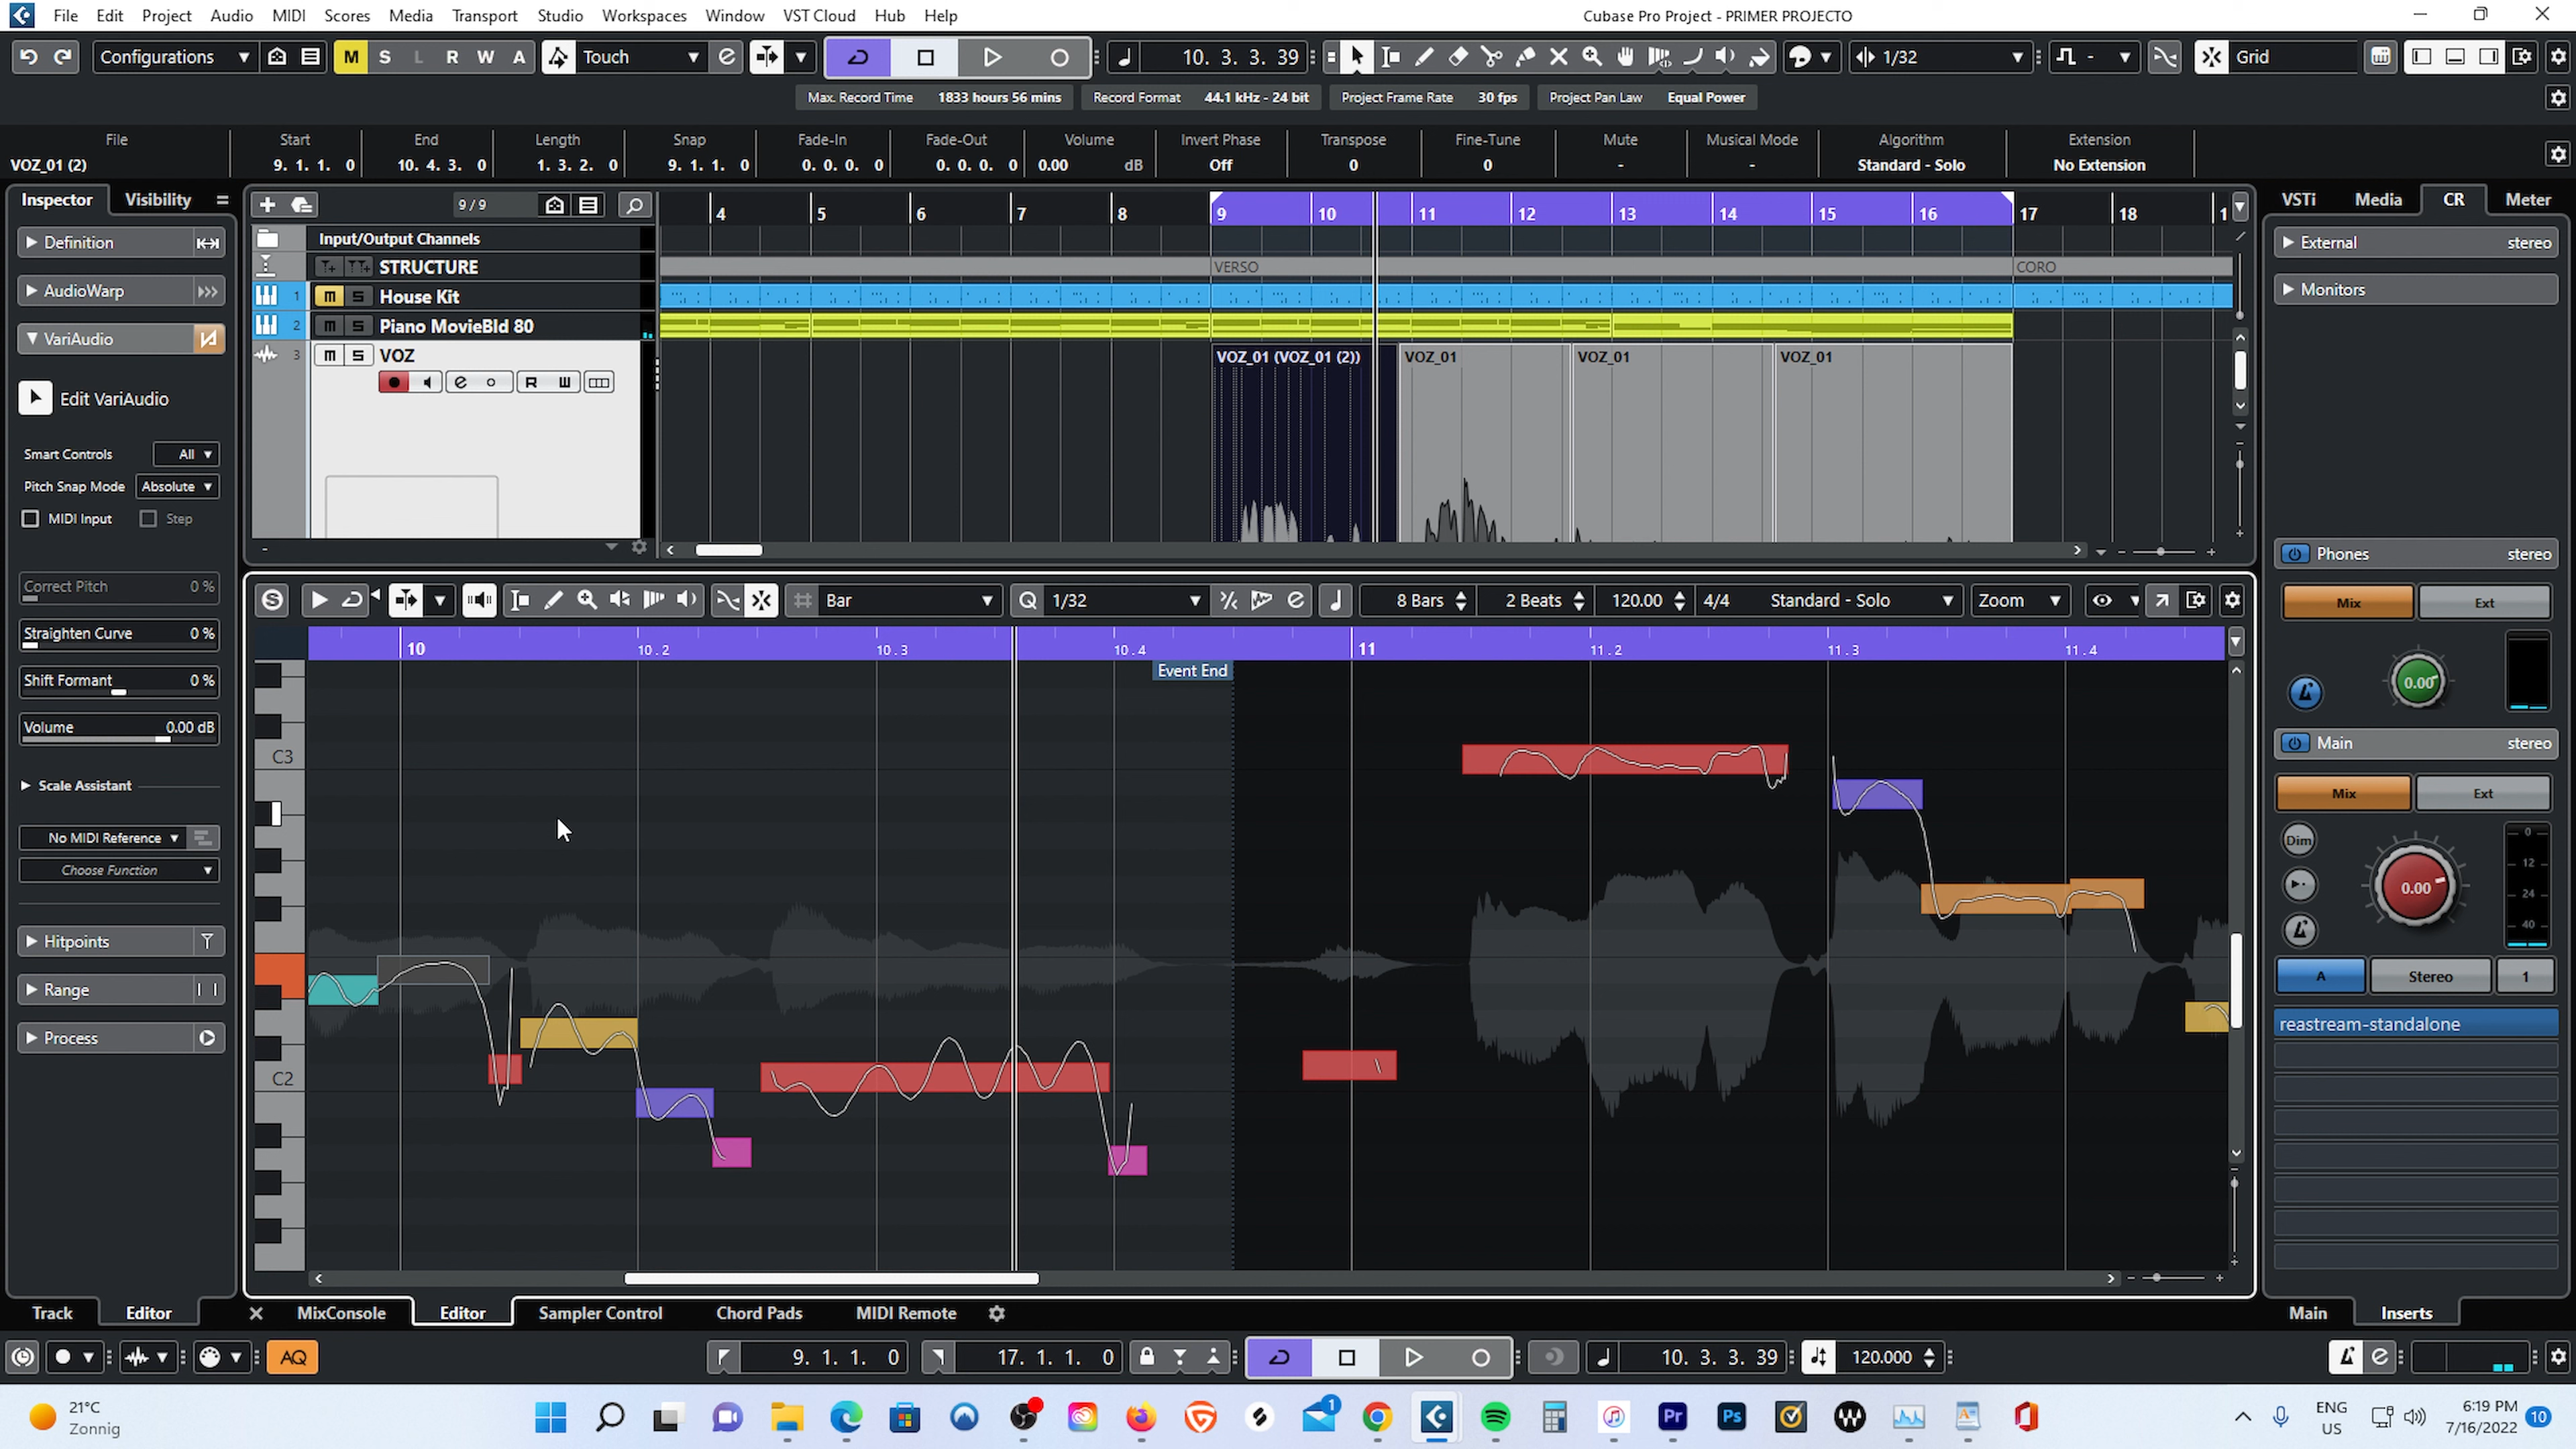 File Edit Project Audio MIDI Scores Media Transport Studio Workspaces Window VST Cloud Hub Help
Cubase Pro Project - PRIMER PROJECTO
Configurations M S L R W A Touch 10. 3. 3. 39 1/32 - Grid
Max. Record Time 1833 hours 56 mins Record Format 44.1 kHz - 24 bit Project Frame Rate 30 fps Project Pan Law Equal Power
File Start End Length Snap Fade-In Fade-Out Volume Invert Phase Transpose Fine-Tune Mute Musical Mode Algorithm Extension
VOZ_01 (2) 9. 1. 1. 0 10. 4. 3. 0 1. 3. 2. 0 9. 1. 1. 0 0. 0. 0. 0 0. 0. 0. 0 0.00 dB Off 0 0 - - Standard - Solo No Extension
Inspector Visibility
Definition
AudioWarp
VariAudio
Edit VariAudio
Smart Controls All
Pitch Snap Mode Absolute
MIDI Input Step
Correct Pitch 0 %
Straighten Curve 0 %
Shift Formant 0 %
Volume 0.00 dB
Scale Assistant
No MIDI Reference
Choose Function
Hitpoints
Range
Process
Track Editor
9 / 9
4 5 6 7 8 9 10 11 12 13 14 15 16 17 18 1
Input/Output Channels
STRUCTURE VERSO CORO
1 m S House Kit
2 m S Piano MovieBld 80
3 m S VOZ
R W
VOZ_01 (VOZ_01 (2)) VOZ_01 VOZ_01 VOZ_01
S Bar Q 1/32 8 Bars 2 Beats 120.00 4/4 Standard - Solo Zoom
10 10.2 10.3 10.4 11 11.2 11.3 11.4
Event End
C3
C2
MixConsole Editor Sampler Control Chord Pads MIDI Remote
VSTi Media CR Meter
External stereo
Monitors
Phones stereo
Mix Ext
0.00
Main stereo
Mix Ext
Dim
0.00
0
12
24
40
A Stereo 1
reastream-standalone
Main Inserts
AQ 9. 1. 1. 0 17. 1. 1. 0 10. 3. 3. 39 120.000
21°C
Zonnig
1
Pr Ps
ENG
US
6:19 PM
7/16/2022
10